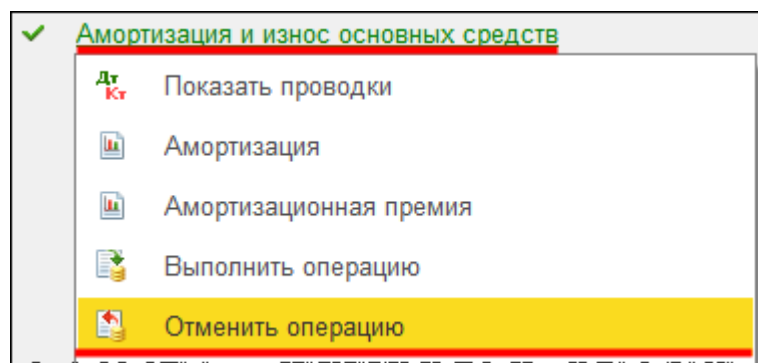 Амортизация и износ основных средств
Дт
Кт
Показать проводки
Амортизация
Амортизационная премия
Выполнить операцию
Отменить операцию